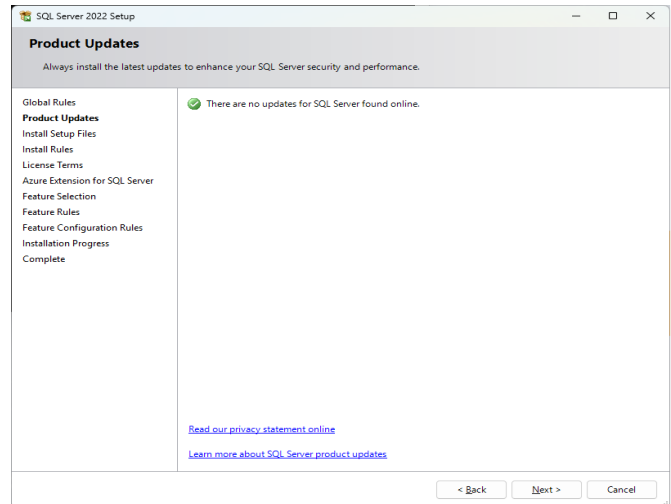 SQL Server 2022 Setup
Product Updates
Always install the latest updates to enhance your SQL Server security and performance.
Global Rules
Product Updates
Install Setup Files
Install Rules
License Terms
Azure Extension for SQL Server
Feature Selection
Feature Rules
Feature Configuration Rules
Installation Progress
Complete
There are no updates for SQL Server found online.
Read our privacy statement online
Learn more about SQL Server product updates
< Back
Next >
Cancel